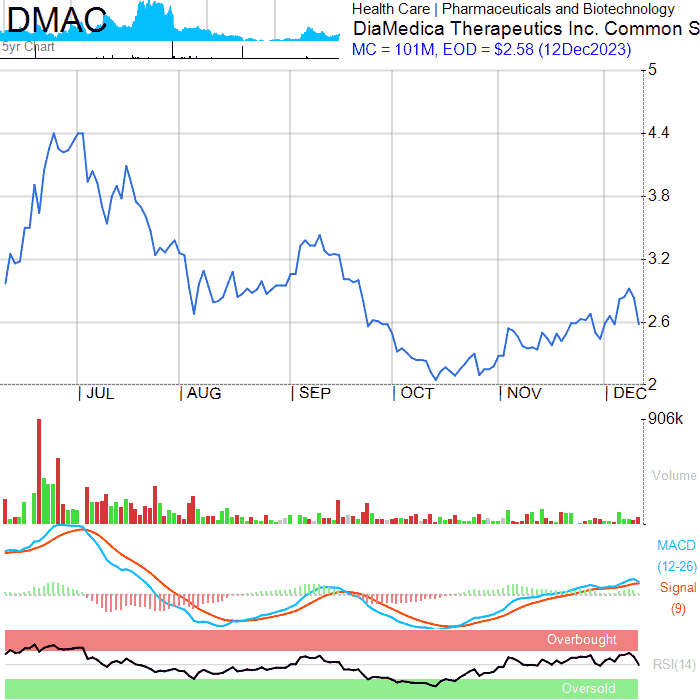 DMAC
5yr Chart
Health Care | Pharmaceuticals and Biotechnology
DiaMedica Therapeutics Inc. Common S
MC = 101M, EOD = $2.58 (12Dec2023)
5
4.4
3.8
3.2
2.6
2
| JUL
| AUG
| SEP
| OCT
| NOV
| DEC
906k
Volume
MACD
(12-26)
Signal
(9)
Overbought
RSI(14)
Oversold